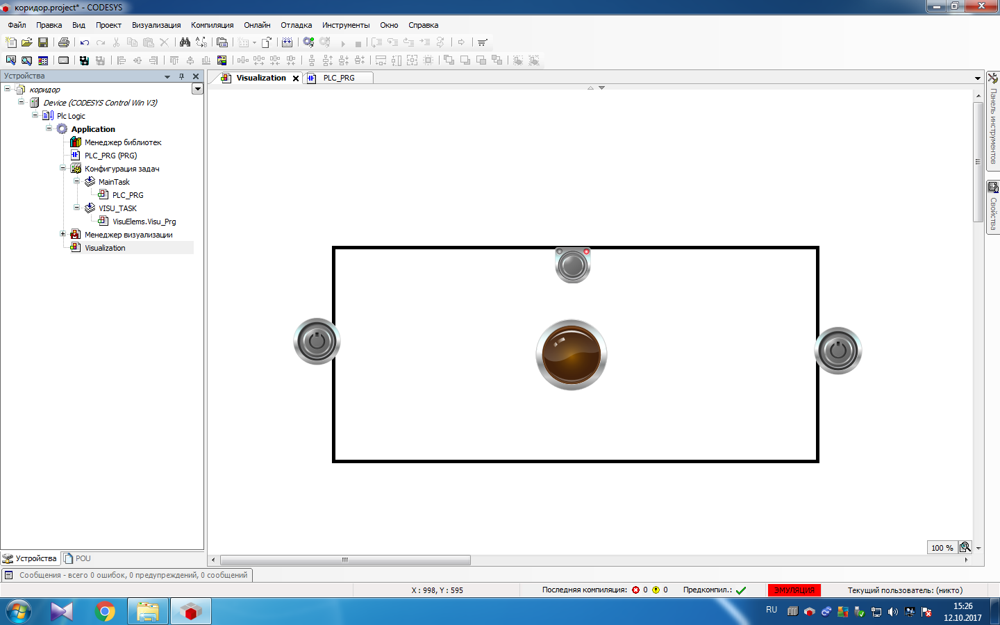 коридор.project* - CODESYS
Файл Правка Вид Проект Визуализация Компиляция Онлайн Отладка Инструменты Окно Справка
Устройства
коридор
Device (CODESYS Control Win V3)
Plc Logic
Application
Менеджер библиотек
PLC_PRG (PRG)
Конфигурация задач
MainTask
PLC_PRG
VISU_TASK
VisuElems.Visu_Prg
Менеджер визуализации
Visualization
Устройства POU
Visualization PLC_PRG
Панель инструментов
Свойства
100 %
Сообщения - всего 0 ошибок, 0 предупреждений, 0 сообщений
X : 998, Y : 595 Последняя компиляция: 0 0 Предкомпил.: ЭМУЛЯЦИЯ Текущий пользователь: (никто)
RU
15:26
12.10.2017